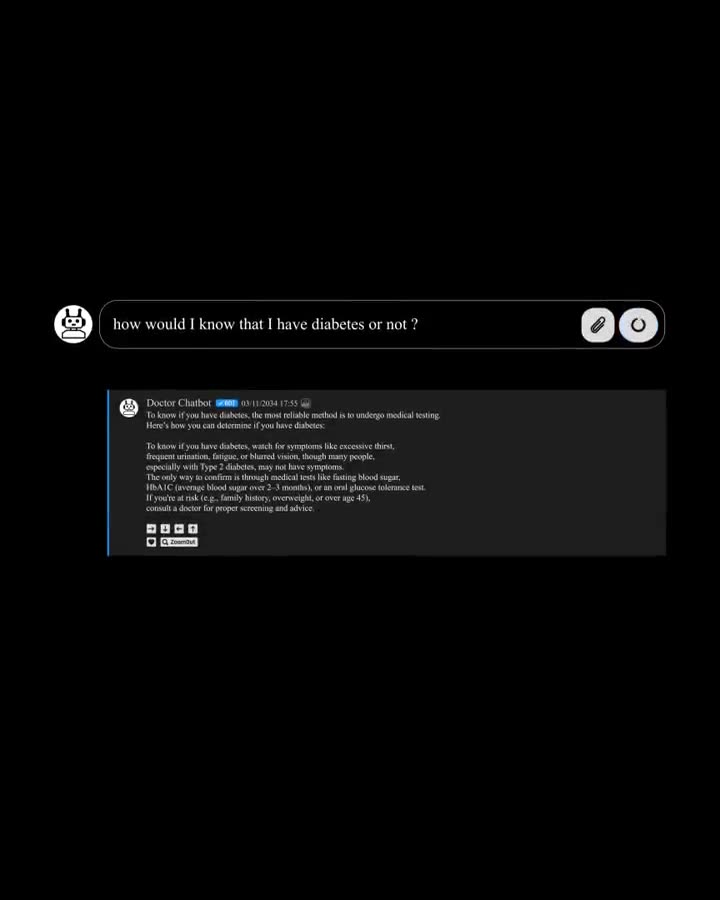 how would I know that I have diabetes or not ?
Doctor Chatbot ✓BOT 03/11/2034 17:55
To know if you have diabetes, the most reliable method is to undergo medical testing.
Here's how you can determine if you have diabetes:
To know if you have diabetes, watch for symptoms like excessive thirst,
frequent urination, fatigue, or blurred vision, though many people,
especially with Type 2 diabetes, may not have symptoms.
The only way to confirm is through medical tests like fasting blood sugar,
HbA1C (average blood sugar over 2–3 months), or an oral glucose tolerance test.
If you're at risk (e.g., family history, overweight, or over age 45),
consult a doctor for proper screening and advice.
ZoomOut